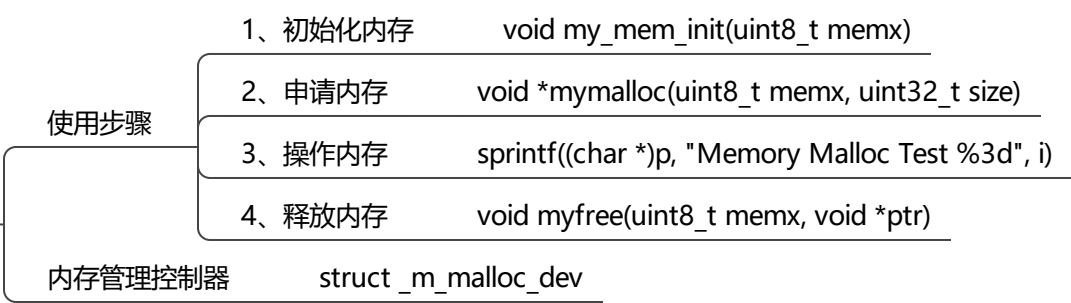 1、初始化内存 void my_mem_init(uint8_t memx)
2、申请内存 void *mymalloc(uint8_t memx, uint32_t size)
使用步骤
3、操作内存 sprintf((char *)p, "Memory Malloc Test %3d", i)
4、释放内存 void myfree(uint8_t memx, void *ptr)
内存管理控制器 struct _m_malloc_dev